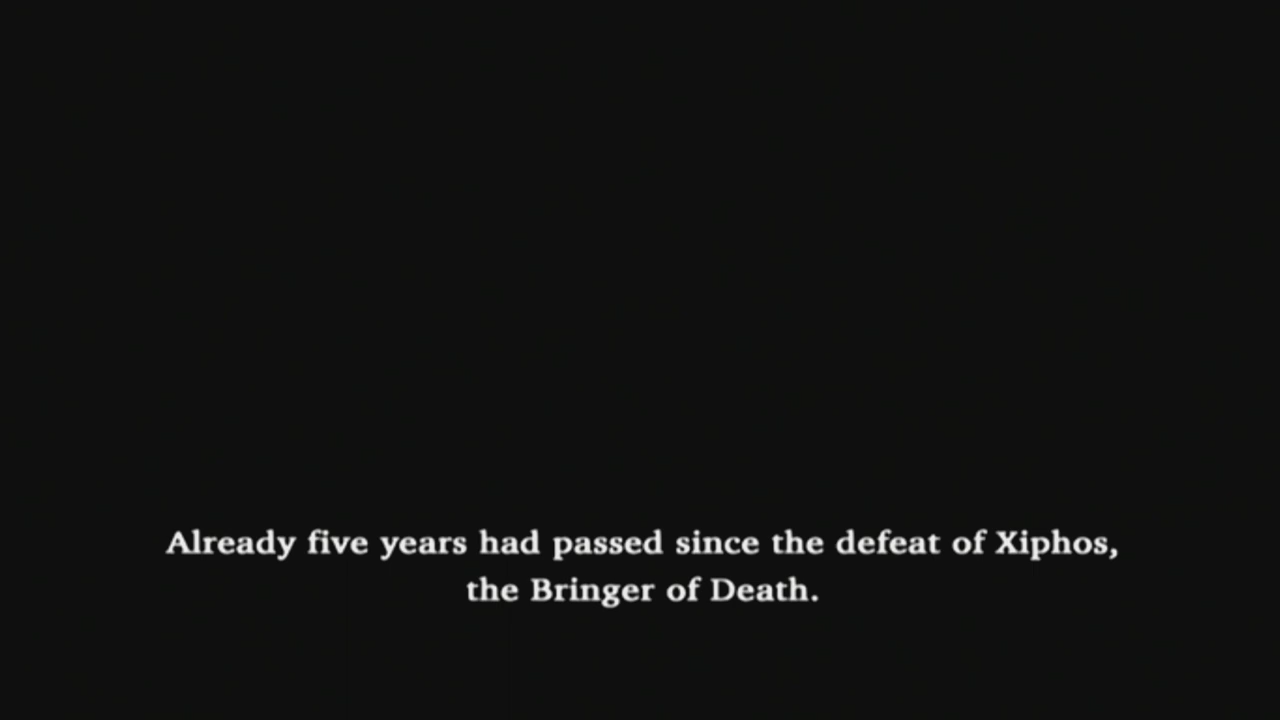 Already five years had passed since the defeat of Xiphos,
the Bringer of Death.